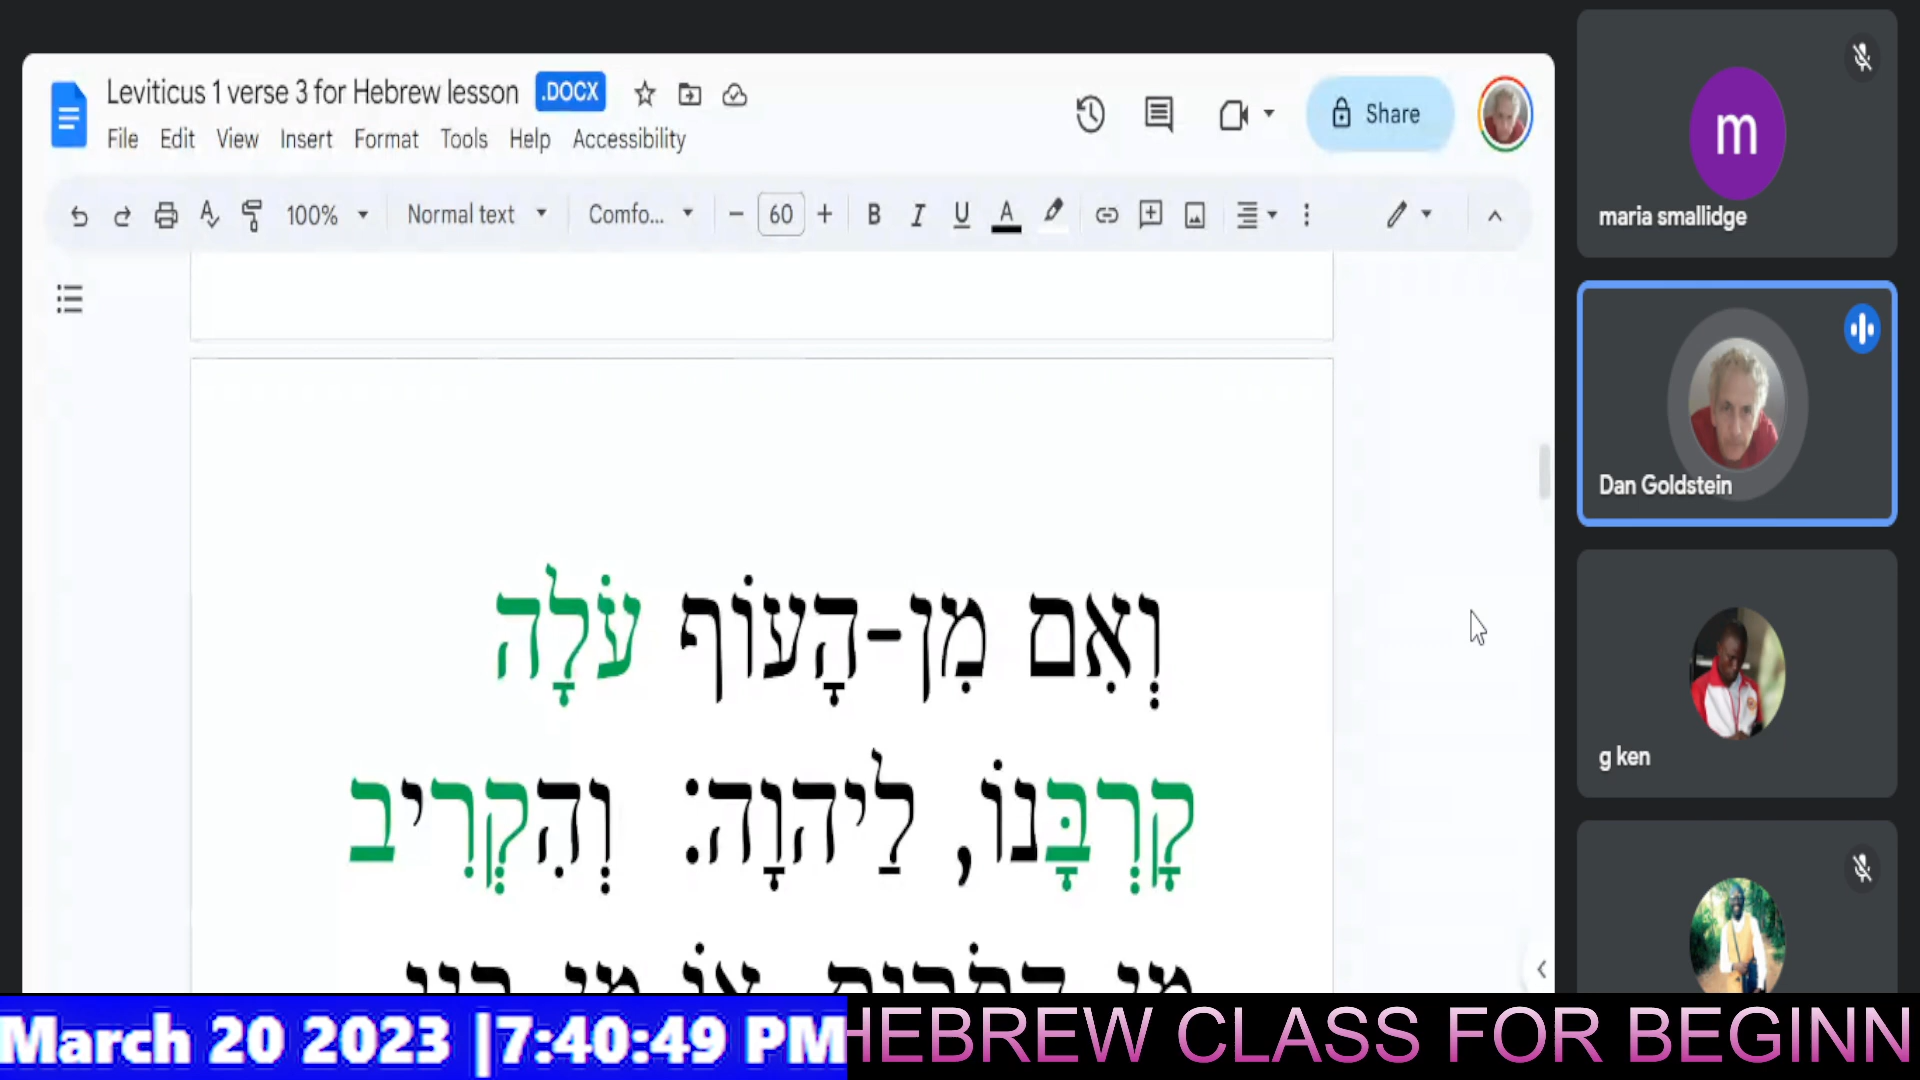 Leviticus 1 verse 3 for Hebrew lesson .DOCX
File Edit View Insert Format Tools Help Accessibility
Share
100% Normal text Comfo... − 60 + B I U A
וְאִם מִן-הָעוֹף עֹלָה
קָרְבָּנוֹ, לַיהוָה: וְהִקְרִיב
m
maria smallidge
Dan Goldstein
g ken
March 20 2023 |7:40:49 PM
HEBREW CLASS FOR BEGINN